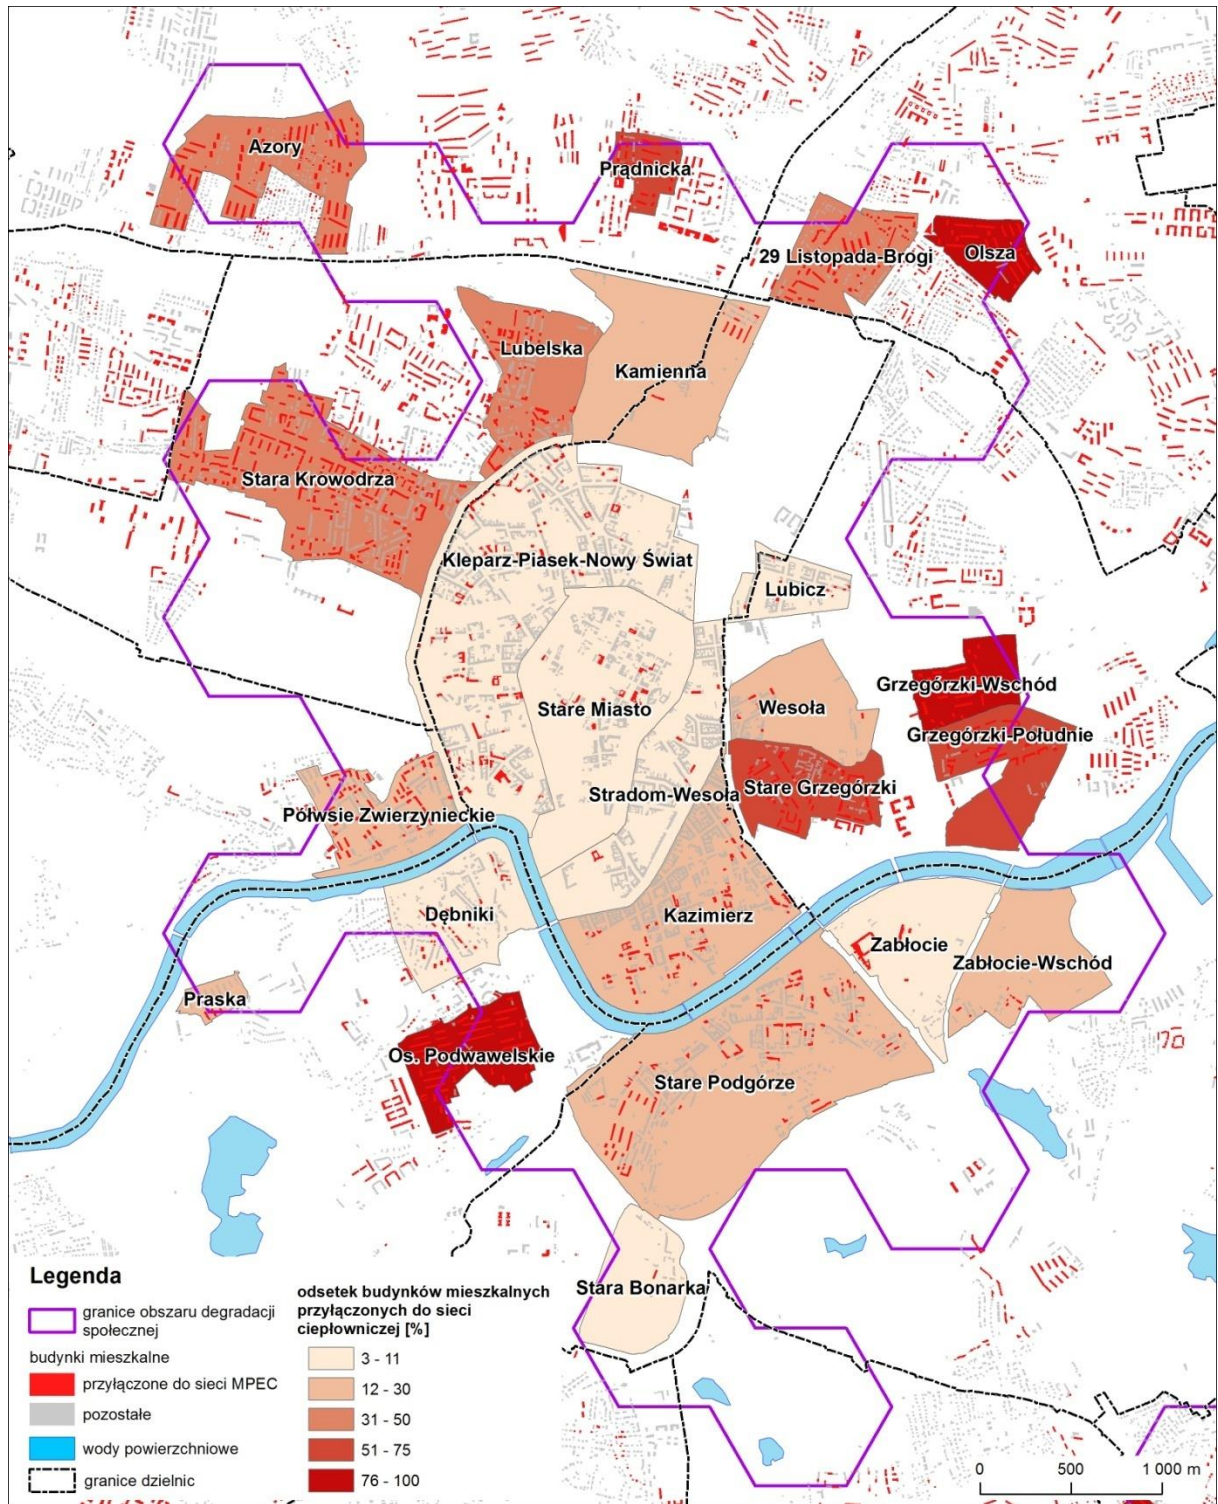 Azory
Prądnicka
29 Listopada-Brogi
Olsza
Lubelska
Kamienna
Stara Krowodrza
Kleparz-Piasek-Nowy Świat
Lubicz
Grzegórzki-Wschód
Stare Miasto
Wesoła
Grzegórzki-Południe
Stradom-Wesoła
Stare Grzegórzki
Półwsie Zwierzynieckie
Dębniki
Kazimierz
Zabłocie
Zabłocie-Wschód
Praska
Os. Podwawelskie
Stare Podgórze
Stara Bonarka
Legenda
granice obszaru degradacji
społecznej
budynki mieszkalne
przyłączone do sieci MPEC
pozostałe
wody powierzchniowe
granice dzielnic
odsetek budynków mieszkalnych
przyłączonych do sieci
ciepłowniczej [%]
3 - 11
12 - 30
31 - 50
51 - 75
76 - 100
0 500 1 000 m